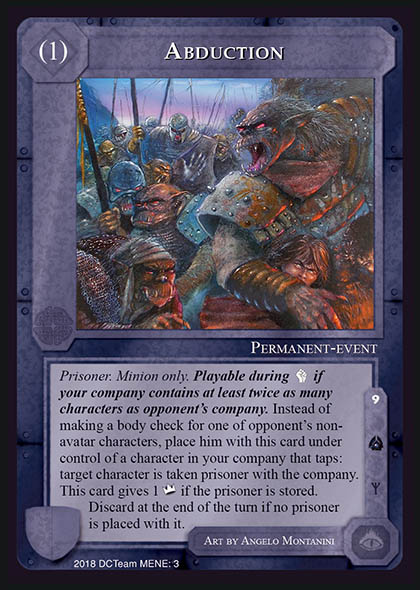 (1)
ABDUCTION
PERMANENT-EVENT
Prisoner. Minion only. Playable during if
your company contains at least twice as many
characters as opponent's company. Instead of
making a body check for one of opponent's non-
avatar characters, place him with this card under
control of a character in your company that taps:
target character is taken prisoner with the company.
This card gives 1 if the prisoner is stored.
Discard at the end of the turn if no prisoner
is placed with it.
9
ART BY ANGELO MONTANINI
2018 DCTeam MENE: 3